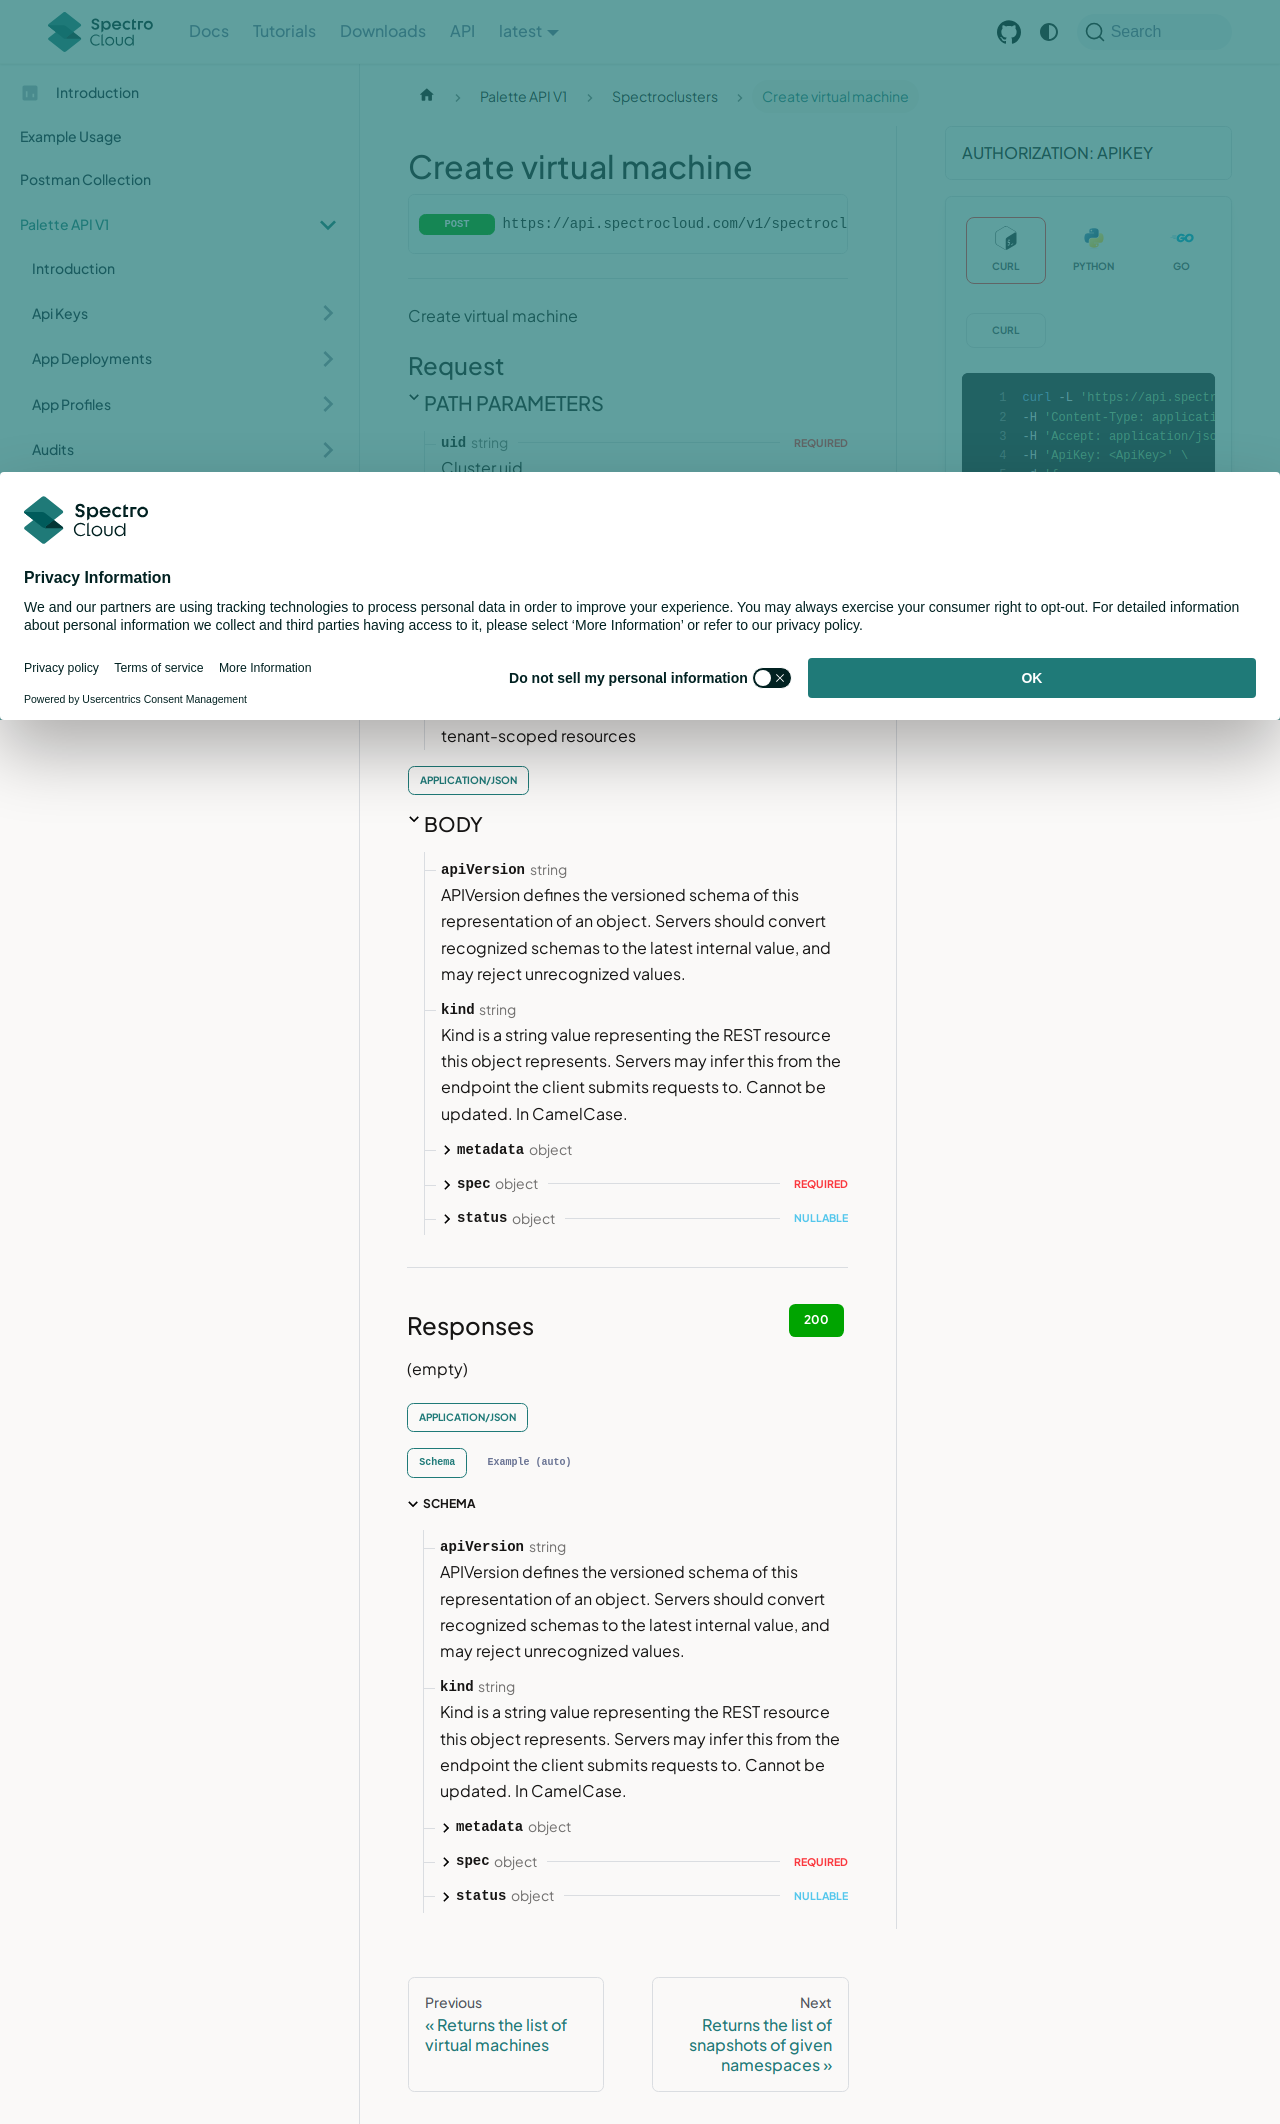 Spectro Cloud
Docs
Tutorials
Downloads
API
latest
Search
Introduction
Example Usage
Postman Collection
Palette API V1
Introduction
Api Keys
App Deployments
App Profiles
Audits
Palette API V1
Spectroclusters
Create virtual machine
Create virtual machine
POST https://api.spectrocloud.com/v1/spectrocl
Create virtual machine
Request
PATH PARAMETERS
uid string REQUIRED
Cluster uid
AUTHORIZATION: APIKEY
CURL
PYTHON
GO
CURL
1 curl -L 'https://api.spectr
2 -H 'Content-Type: applicati
3 -H 'Accept: application/jso
4 -H 'ApiKey: <ApiKey>' \
Spectro Cloud
Privacy Information
We and our partners are using tracking technologies to process personal data in order to improve your experience. You may always exercise your consumer right to opt-out. For detailed information
about personal information we collect and third parties having access to it, please select ‘More Information’ or refer to our privacy policy.
Privacy policy
Terms of service
More Information
Powered by Usercentrics Consent Management
Do not sell my personal information
OK
tenant-scoped resources
APPLICATION/JSON
BODY
apiVersion string
APIVersion defines the versioned schema of this
representation of an object. Servers should convert
recognized schemas to the latest internal value, and
may reject unrecognized values.
kind string
Kind is a string value representing the REST resource
this object represents. Servers may infer this from the
endpoint the client submits requests to. Cannot be
updated. In CamelCase.
metadata object
spec object REQUIRED
status object NULLABLE
Responses
200
(empty)
APPLICATION/JSON
Schema
Example (auto)
SCHEMA
apiVersion string
APIVersion defines the versioned schema of this
representation of an object. Servers should convert
recognized schemas to the latest internal value, and
may reject unrecognized values.
kind string
Kind is a string value representing the REST resource
this object represents. Servers may infer this from the
endpoint the client submits requests to. Cannot be
updated. In CamelCase.
metadata object
spec object REQUIRED
status object NULLABLE
Previous
« Returns the list of
virtual machines
Next
Returns the list of
snapshots of given
namespaces »